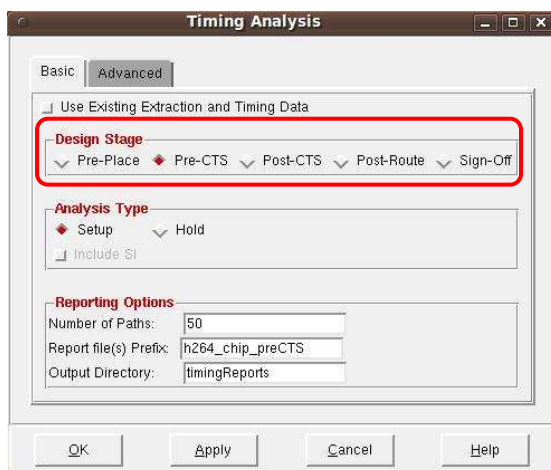 Timing Analysis
Basic Advanced
Use Existing Extraction and Timing Data
Design Stage
Pre-Place Pre-CTS Post-CTS Post-Route Sign-Off
Analysis Type
Setup Hold
Include SI
Reporting Options
Number of Paths: 50
Report file(s) Prefix: h264_chip_preCTS
Output Directory: timingReports
OK Apply Cancel Help